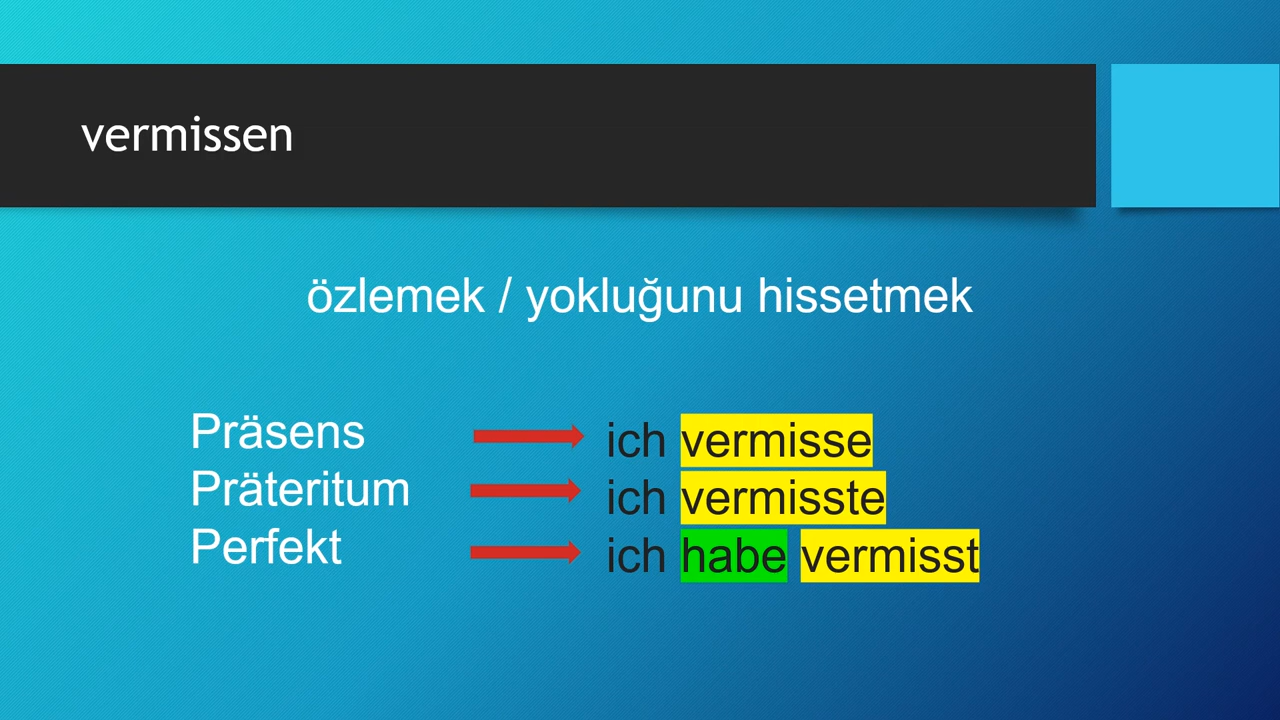 vermissen
özlemek / yokluğunu hissetmek
Präsens ich vermisse
Präteritum ich vermisste
Perfekt ich habe vermisst